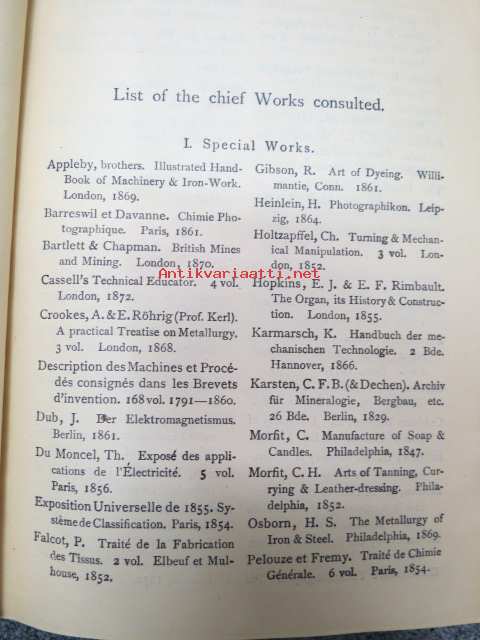 List of the chief Works consulted.
I. Special Works.
Appleby, brothers. Illustrated Hand-
Book of Machinery & Iron-Work.
London, 1869.
Barreswil et Davanne. Chimie Pho-
tographique. Paris, 1861.
Bartlett & Chapman. British Mines
and Mining. London, 1870.
Cassell's Technical Educator. 4 vol.
London, 1872.
Crookes, A. & E. Röhrig (Prof. Kerl).
A practical Treatise on Metallurgy.
3 vol. London, 1868.
Description des Machines et Procé-
dés consignés dans les Brevets
d'invention. 168 vol. 1791—1860.
Dub, J. Der Elektromagnetismus.
Berlin, 1861.
Du Moncel, Th. Exposé des appli-
cations de l'Électricité. 5 vol.
Paris, 1856.
Exposition Universelle de 1855. Sy-
stème de Classification. Paris, 1854.
Falcot, P. Traité de la Fabrication
des Tissus. 2 vol. Elbeuf et Mul-
house, 1852.
Gibson, R. Art of Dyeing. Willi-
mantie, Conn. 1861.
Heinlein, H. Photographikon. Leip-
zig, 1864.
Holtzapffel, Ch. Turning & Mechan-
ical Manipulation. 3 vol. Lon-
don, 1852.
Hopkins, E. J. & E. F. Rimbault.
The Organ, its History & Construc-
tion. London, 1855.
Karmarsch, K. Handbuch der me-
chanischen Technologie. 2 Bde.
Hannover, 1866.
Karsten, C. F. B. (& Dechen). Archiv
für Mineralogie, Bergbau, etc.
26 Bde. Berlin, 1829.
Morfit, C. Manufacture of Soap &
Candles. Philadelphia, 1847.
Morfit, C. H. Arts of Tanning, Cur-
rying & Leather-dressing. Phila-
delphia, 1852.
Osborn, H. S. The Metallurgy of
Iron & Steel. Philadelphia, 1869.
Pelouze et Fremy. Traité de Chimie
Générale. 6 vol. Paris, 1854.
Antikvariaatti.net